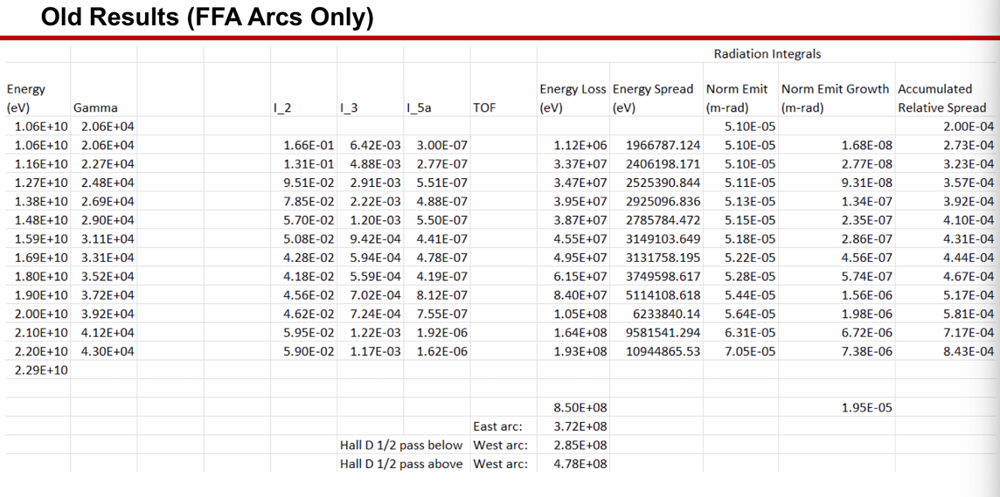 Old Results (FFA Arcs Only)
Radiation Integrals
Energy (eV) Gamma I_2 I_3 I_5a TOF Energy Loss (eV) Energy Spread (eV) Norm Emit (m-rad) Norm Emit Growth (m-rad) Accumulated Relative Spread
1.06E+10 2.06E+04 5.10E-05 2.00E-04
1.06E+10 2.06E+04 1.66E-01 6.42E-03 3.00E-07 1.12E+06 1966787.124 5.10E-05 1.68E-08 2.73E-04
1.16E+10 2.27E+04 1.31E-01 4.88E-03 2.77E-07 3.37E+07 2406198.171 5.10E-05 2.77E-08 3.23E-04
1.27E+10 2.48E+04 9.51E-02 2.91E-03 5.51E-07 3.47E+07 2525390.844 5.11E-05 9.31E-08 3.57E-04
1.38E+10 2.69E+04 7.85E-02 2.22E-03 4.88E-07 3.95E+07 2925096.836 5.13E-05 1.34E-07 3.92E-04
1.48E+10 2.90E+04 5.70E-02 1.20E-03 5.50E-07 3.87E+07 2785784.472 5.15E-05 2.35E-07 4.10E-04
1.59E+10 3.11E+04 5.08E-02 9.42E-04 4.41E-07 4.55E+07 3149103.649 5.18E-05 2.86E-07 4.31E-04
1.69E+10 3.31E+04 4.28E-02 5.94E-04 4.78E-07 4.95E+07 3131758.195 5.22E-05 4.56E-07 4.44E-04
1.80E+10 3.52E+04 4.18E-02 5.59E-04 4.19E-07 6.15E+07 3749598.617 5.28E-05 5.74E-07 4.67E-04
1.90E+10 3.72E+04 4.56E-02 7.02E-04 8.12E-07 8.40E+07 5114108.618 5.44E-05 1.56E-06 5.17E-04
2.00E+10 3.92E+04 4.62E-02 7.24E-04 7.55E-07 1.05E+08 6233840.14 5.64E-05 1.98E-06 5.81E-04
2.10E+10 4.12E+04 5.95E-02 1.22E-03 1.92E-06 1.64E+08 9581541.294 6.31E-05 6.72E-06 7.17E-04
2.20E+10 4.30E+04 5.90E-02 1.17E-03 1.62E-06 1.93E+08 10944865.53 7.05E-05 7.38E-06 8.43E-04
2.29E+10
8.50E+08 1.95E-05
East arc: 3.72E+08
Hall D 1/2 pass below West arc: 2.85E+08
Hall D 1/2 pass above West arc: 4.78E+08